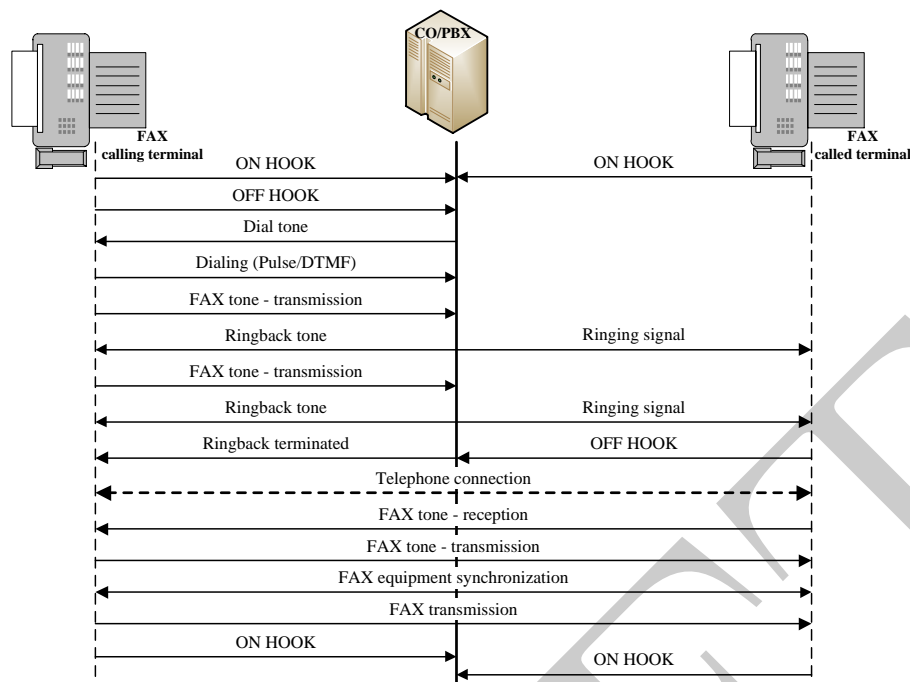 CO/PBX
FAX
calling terminal
FAX
called terminal
ON HOOK
ON HOOK
OFF HOOK
Dial tone
Dialing (Pulse/DTMF)
FAX tone - transmission
Ringback tone
Ringing signal
FAX tone - transmission
Ringback tone
Ringing signal
Ringback terminated
OFF HOOK
Telephone connection
FAX tone - reception
FAX tone - transmission
FAX equipment synchronization
FAX transmission
ON HOOK
ON HOOK